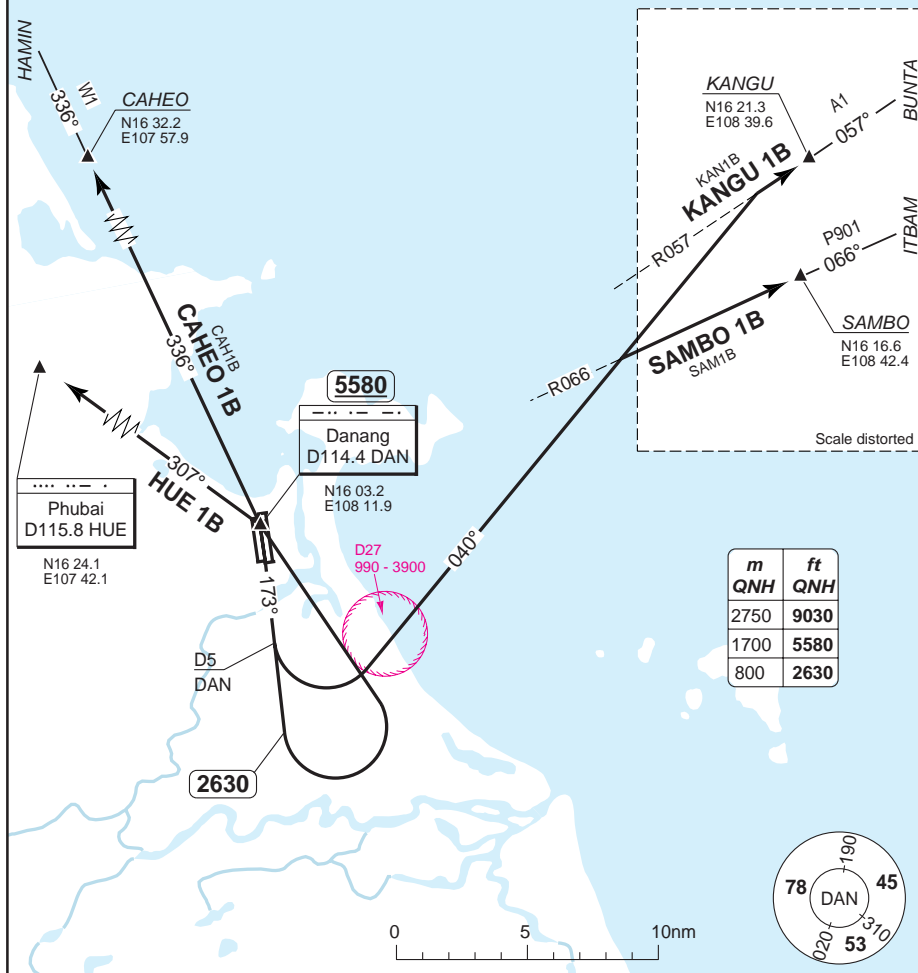 HAMIN
W1
336°
CAHEO
N16 32.2
E107 57.9
CAHEO 1B
CAH1B
336°
Phubai
D115.8 HUE
N16 24.1
E107 42.1
307°
HUE 1B
5580
Danang
D114.4 DAN
N16 03.2
E108 11.9
173°
D5
DAN
2630
D27
990 - 3900
040°
KANGU
N16 21.3
E108 39.6
A1
057°
BUNTA
KAN1B
KANGU 1B
R057
P901
066°
ITBAM
SAMBO 1B
SAM1B
R066
SAMBO
N16 16.6
E108 42.4
Scale distorted
m ft
QNH QNH
2750 9030
1700 5580
800 2630
190
78 DAN 45
020 53 310
0 5 10nm